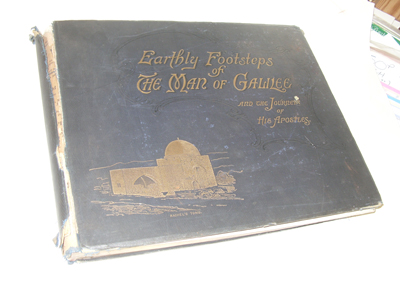 Earthly Footsteps
of
The Man of Galilee
and the Journeys
of
His Apostles